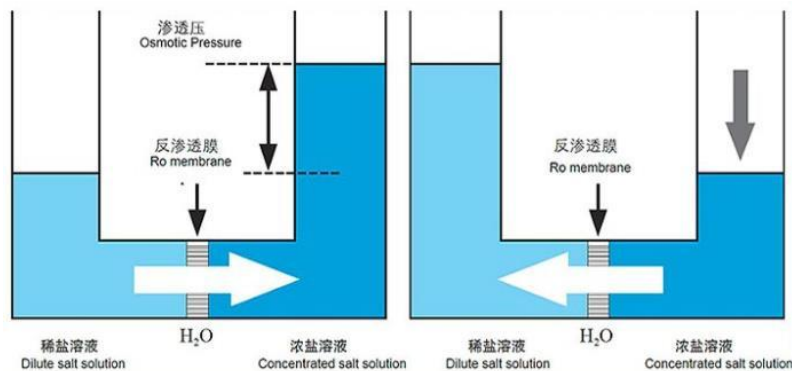 渗透压
Osmotic Pressure
反渗透膜
Ro membrane
H₂O
稀盐溶液
Dilute salt solution
浓盐溶液
Concentrated salt solution
反渗透膜
Ro membrane
H₂O
稀盐溶液
Dilute salt solution
浓盐溶液
Concentrated salt solution